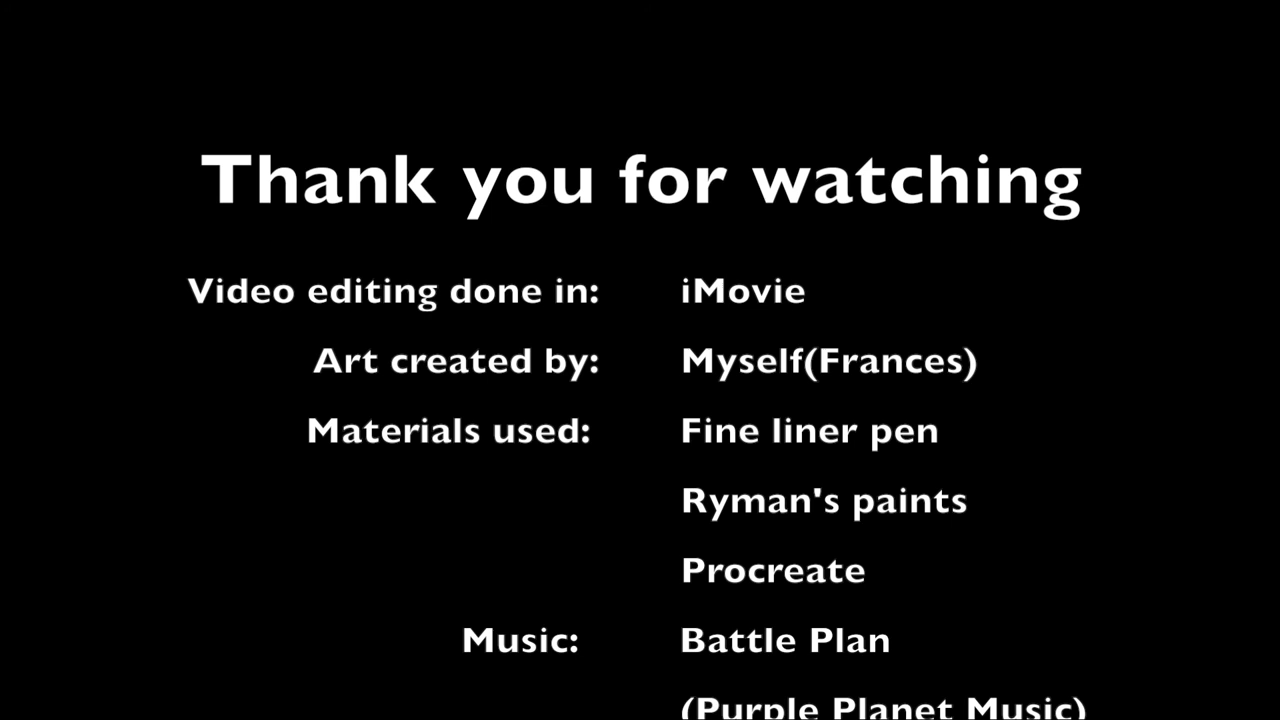 Thank you for watching
Video editing done in: iMovie
Art created by: Myself(Frances)
Materials used: Fine liner pen
Ryman's paints
Procreate
Music: Battle Plan
(Purple Planet Music)